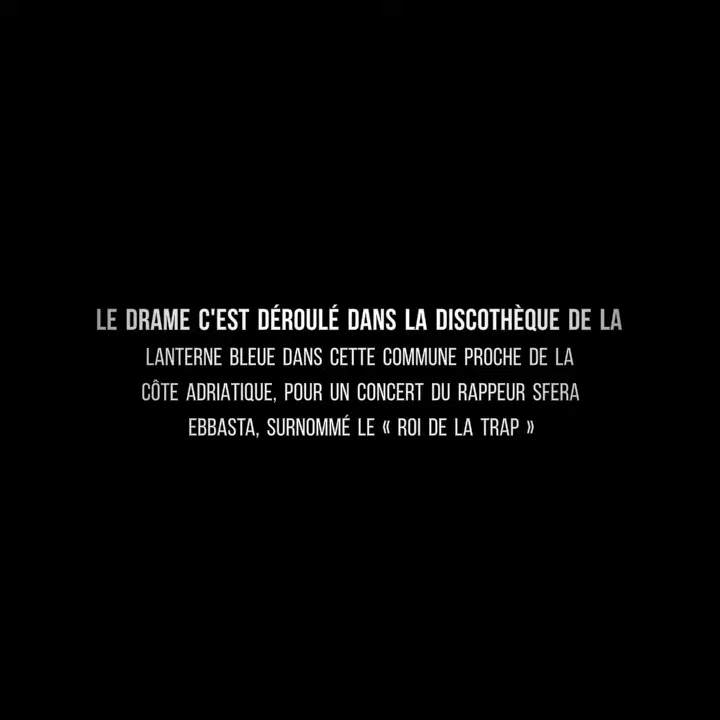 LE DRAME C'EST DÉROULÉ DANS LA DISCOTHÈQUE DE LA
LANTERNE BLEUE DANS CETTE COMMUNE PROCHE DE LA
CÔTE ADRIATIQUE, POUR UN CONCERT DU RAPPEUR SFERA
EBBASTA, SURNOMMÉ LE « ROI DE LA TRAP »